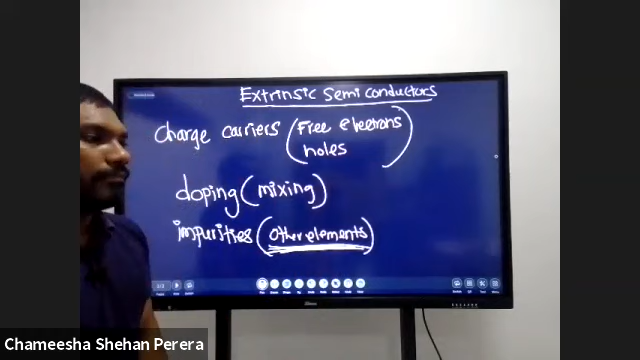 Extrinsic Semi conductors
charge carriers (Free electrons
holes)
doping (mixing)
impurities (other elements)
Chameesha Shehan Perera